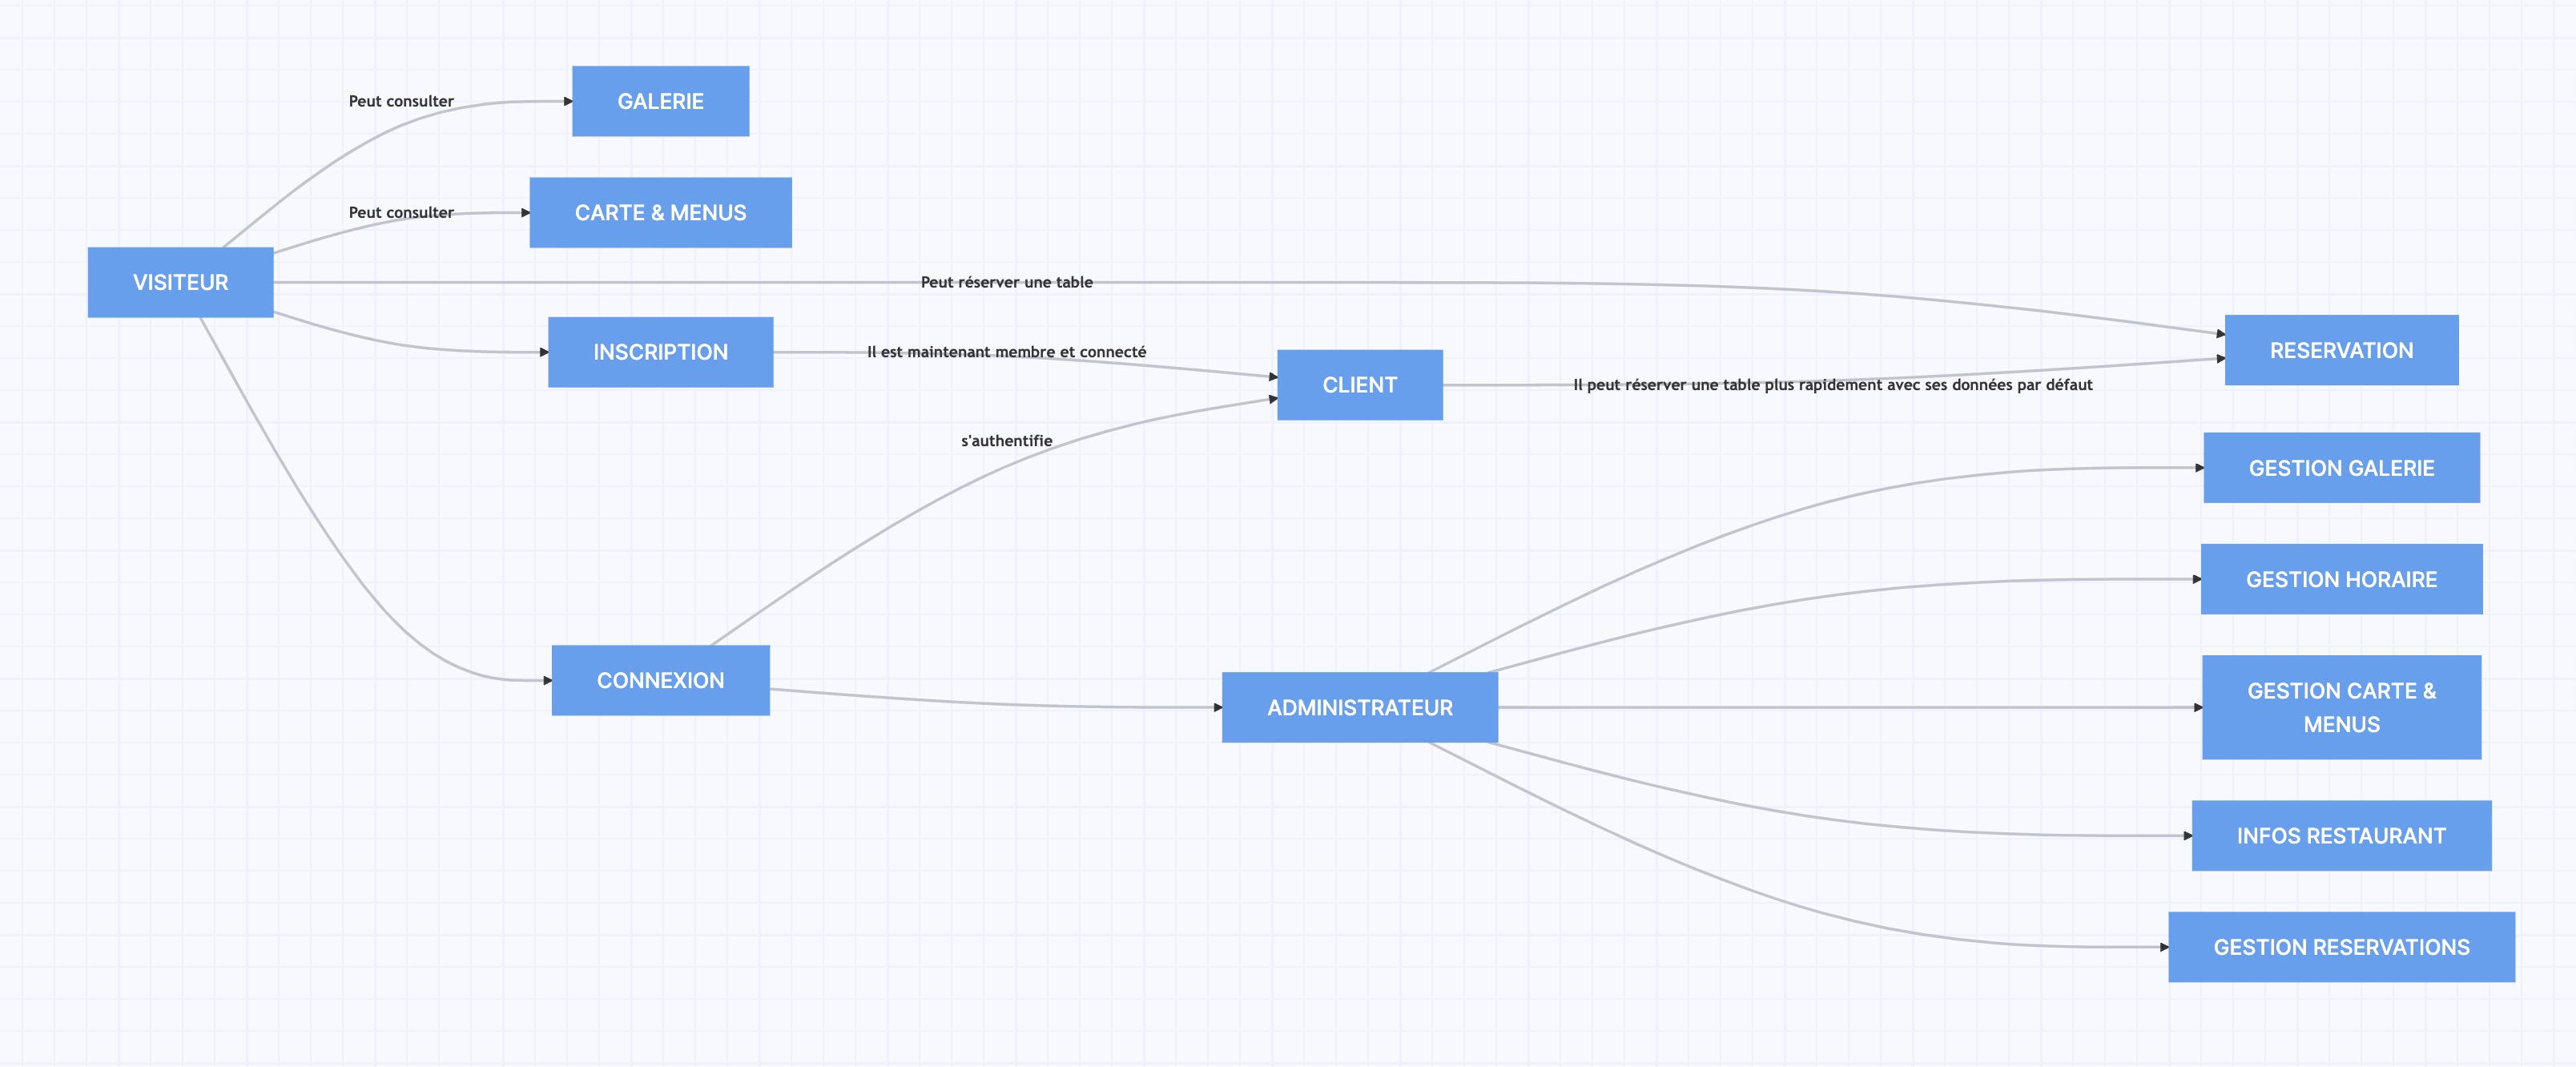 Peut consulter
GALERIE
Peut consulter
CARTE & MENUS
VISITEUR
Peut réserver une table
INSCRIPTION
Il est maintenant membre et connecté
CLIENT
Il peut réserver une table plus rapidement avec ses données par défaut
RESERVATION
s'authentifie
GESTION GALERIE
GESTION HORAIRE
CONNEXION
ADMINISTRATEUR
GESTION CARTE &
MENUS
INFOS RESTAURANT
GESTION RESERVATIONS